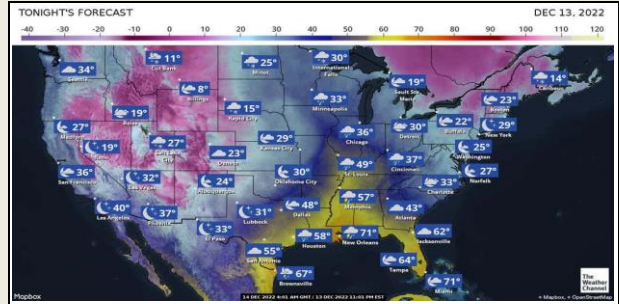 TONIGHT'S FORECAST
DEC 13, 2022
-40 -30 -20 -10 0 10 20 30 40 50 60 70 80 90 100 110 120
34° Seattle
11° Cut Bank
25° Minot
30° International Falls
19° Sault Ste Marie
14° Caribou
8° Billings
33° Minneapolis
23° Boston
19° Boise
15° Rapid City
22° Buffalo
29° New York
27° Medford
36° Chicago
30° Detroit
19° Reno
27° Salt Lake City
23° Denver
29° Kansas City
25° Washington
36° San Francisco
32° Las Vegas
24° Albuquerque
30° Oklahoma City
49° St. Louis
37° Cincinnati
27° Norfolk
33° Charlotte
40° Los Angeles
37° Phoenix
31° Lubbock
48° Dallas
57° Memphis
43° Atlanta
33° El Paso
58° Houston
71° New Orleans
62° Jacksonville
55° San Antonio
67° Brownsville
64° Tampa
71° Miami
The Weather Channel
Mapbox
14 DEC 2022 4:01 AM GMT | 13 DEC 2022 11:01 PM EST
© Mapbox, © OpenStreetMap